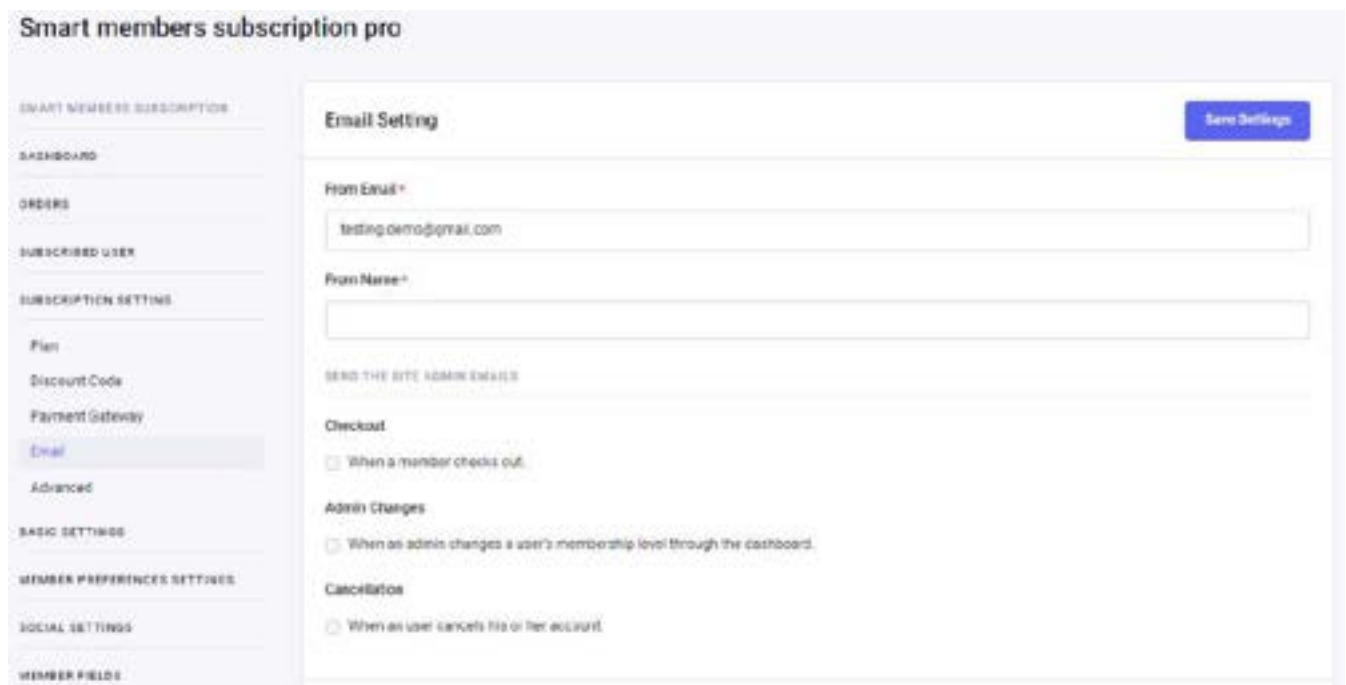 Smart members subscription pro
SMART MEMBERS SUBSCRIPTION
DASHBOARD
ORDERS
SUBSCRIBED USER
SUBSCRIPTION SETTING
Plan
Discount Code
Payment Gateway
Email
Advanced
BASIC SETTINGS
MEMBER PREFERENCES SETTINGS
SOCIAL SETTINGS
MEMBER FIELDS
Email Setting
Save Settings
From Email *
testing.demo@gmail.com
From Name *
SEND THE SITE ADMIN EMAILS
Checkout
When a member checks out.
Admin Changes
When an admin changes a user's membership level through the dashboard.
Cancellation
When an user cancels his or her account.